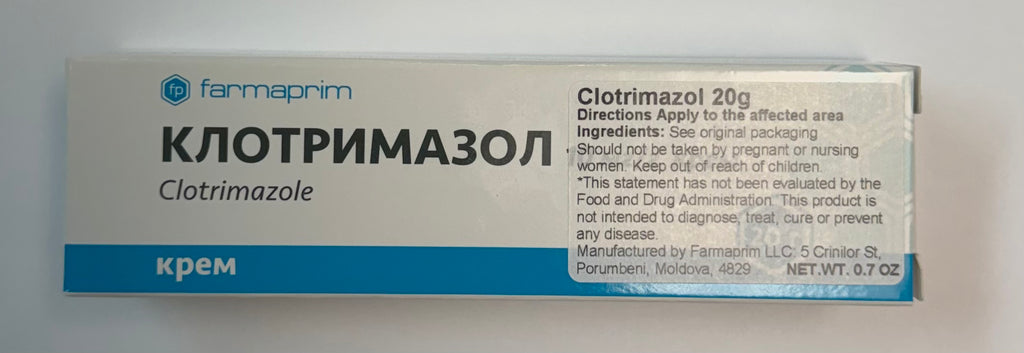 fp farmaprim
КЛОТРИМАЗОЛ
Clotrimazole
крем
Clotrimazol 20g
Directions Apply to the affected area
Ingredients: See original packaging
Should not be taken by pregnant or nursing
women. Keep out of reach of children.
*This statement has not been evaluated by the
Food and Drug Administration. This product is
not intended to diagnose, treat, cure or prevent
any disease.
Manufactured by Farmaprim LLC: 5 Crinilor St,
Porumbeni, Moldova, 4829 NET.WT. 0.7 OZ